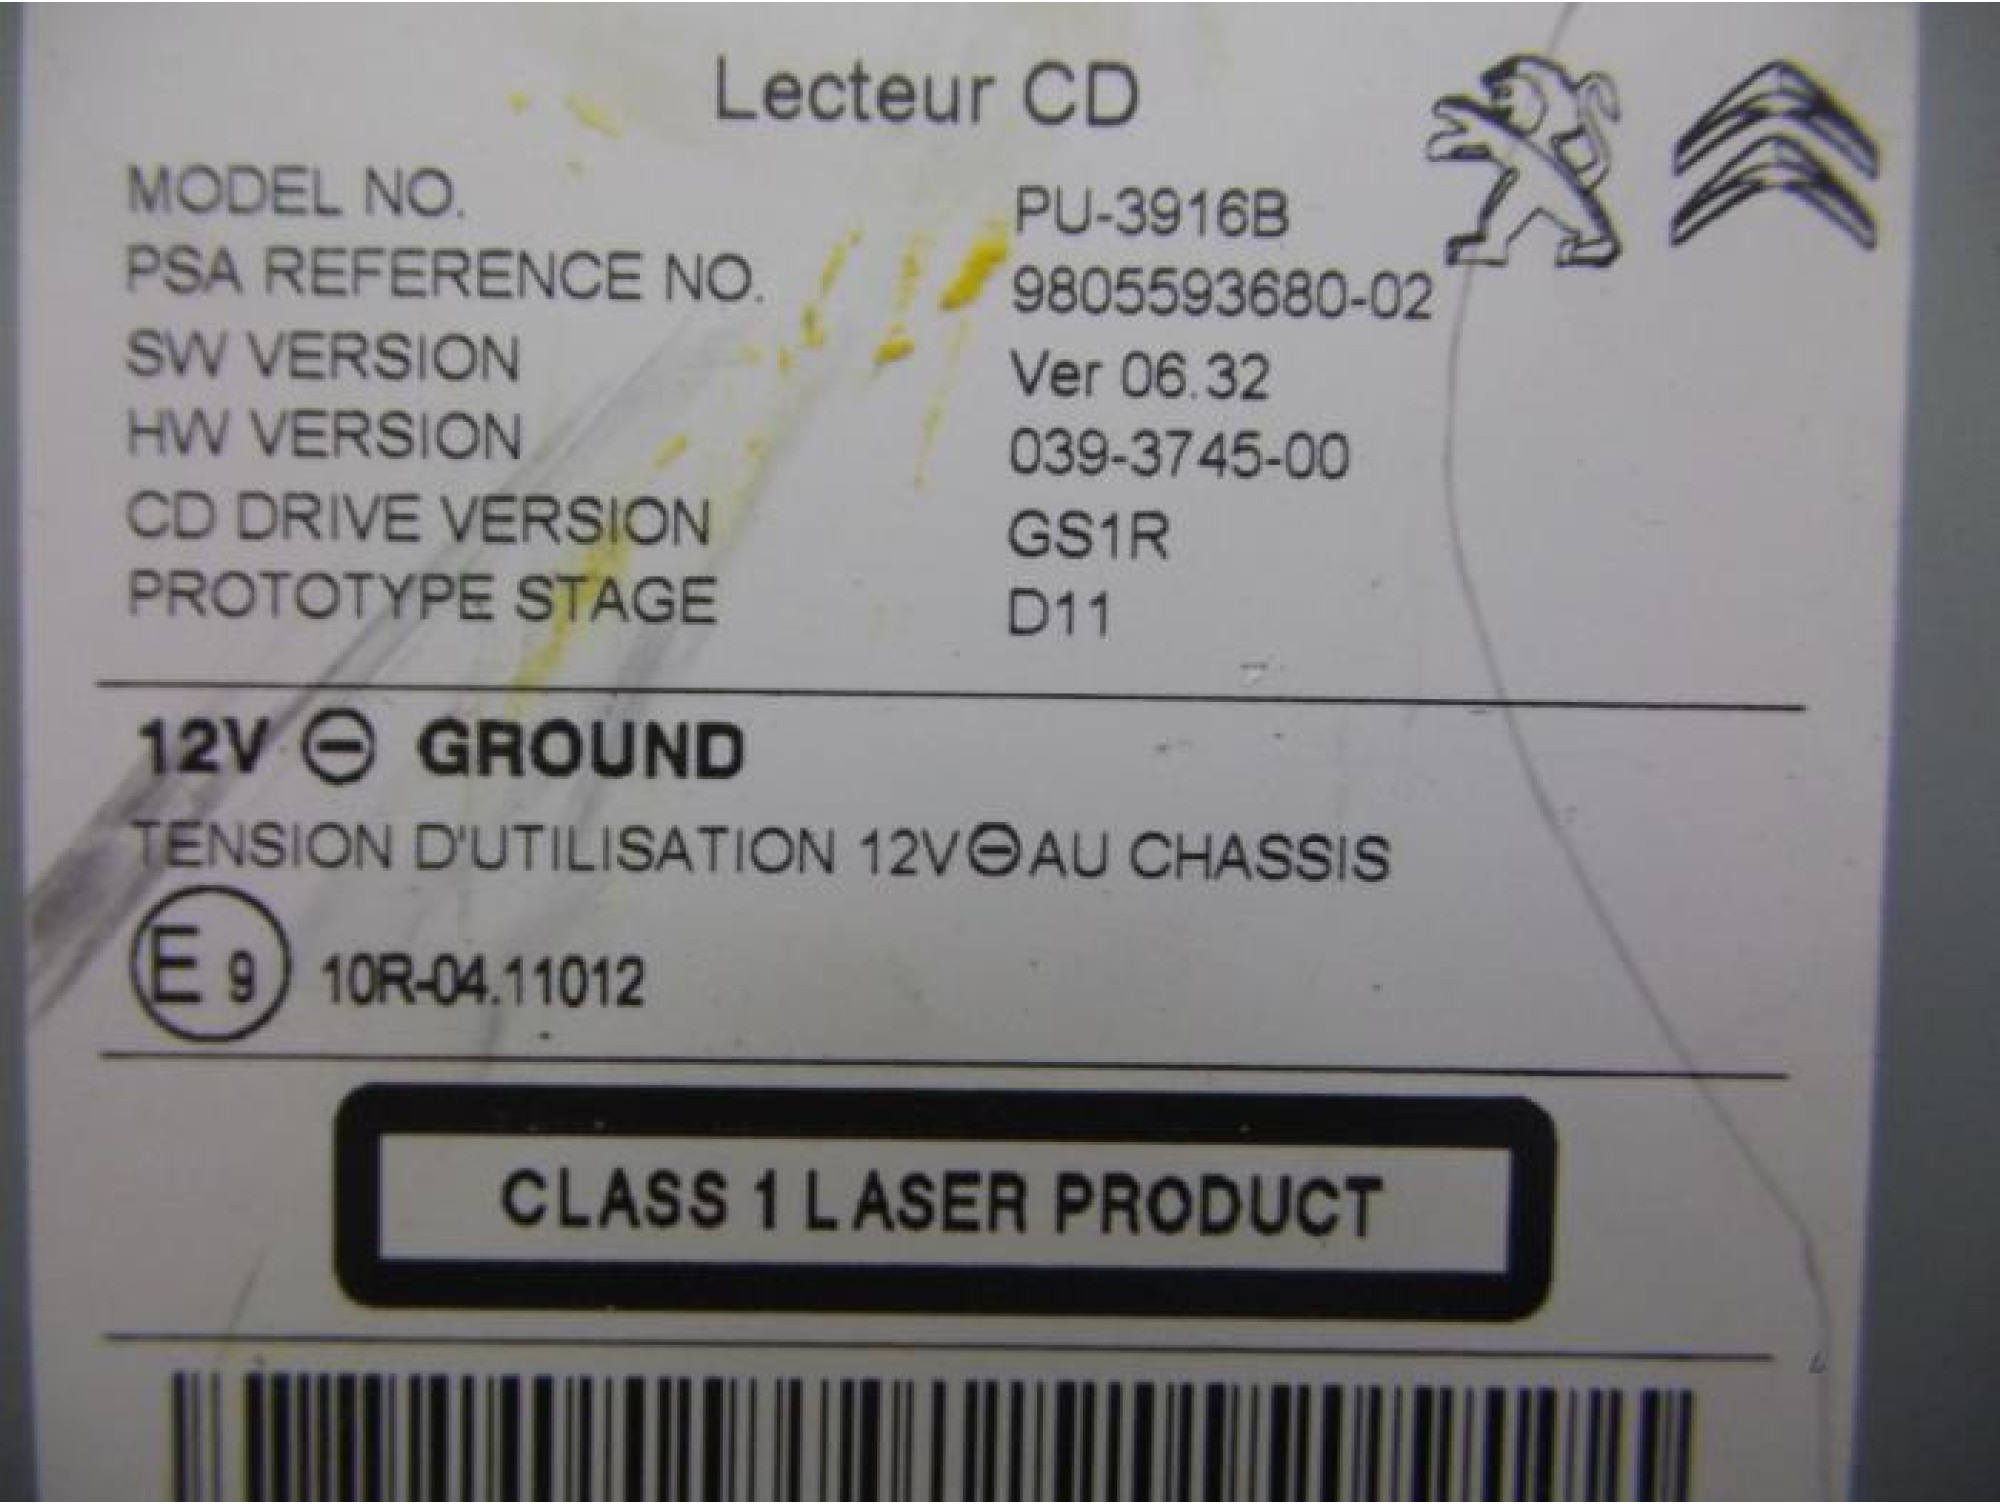 Lecteur CD
MODEL NO. PU-3916B
PSA REFERENCE NO. 9805593680-02
SW VERSION Ver 06.32
HW VERSION 039-3745-00
CD DRIVE VERSION GS1R
PROTOTYPE STAGE D11
12V ⊖ GROUND
TENSION D'UTILISATION 12V⊖AU CHASSIS
E9 10R-04.11012
CLASS 1 LASER PRODUCT